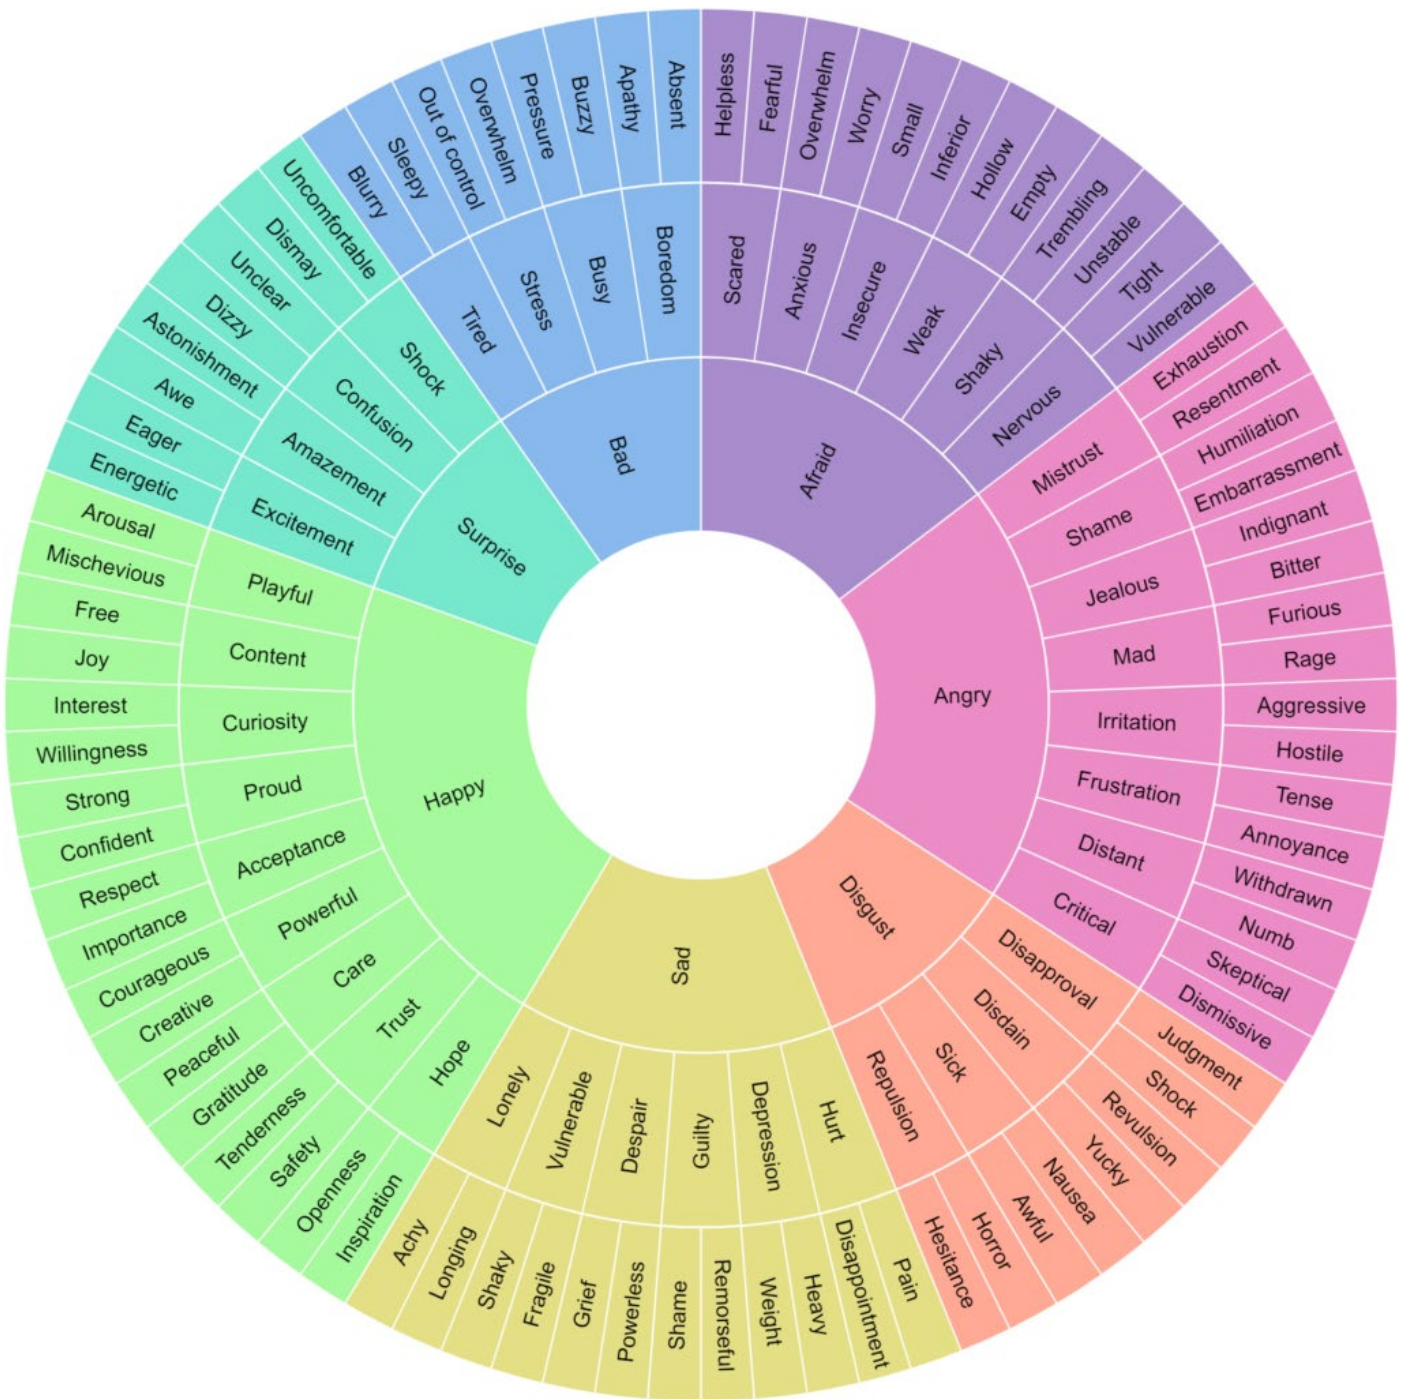 Bad
Afraid
Angry
Disgust
Sad
Happy
Surprise
Tired
Stress
Busy
Boredom
Scared
Anxious
Insecure
Weak
Shaky
Nervous
Mistrust
Shame
Jealous
Mad
Irritation
Frustration
Distant
Critical
Disapproval
Disdain
Sick
Repulsion
Hurt
Depression
Guilty
Despair
Vulnerable
Lonely
Hope
Trust
Care
Powerful
Acceptance
Proud
Curiosity
Content
Playful
Excitement
Amazement
Confusion
Shock
Blurry
Sleepy
Out of control
Overwhelm
Pressure
Buzzy
Apathy
Absent
Helpless
Fearful
Overwhelm
Worry
Small
Inferior
Hollow
Empty
Trembling
Unstable
Tight
Vulnerable
Exhaustion
Resentment
Humiliation
Embarrassment
Indignant
Bitter
Furious
Rage
Aggressive
Hostile
Tense
Annoyance
Withdrawn
Numb
Skeptical
Dismissive
Judgment
Shock
Revulsion
Yucky
Nausea
Awful
Horror
Hesitance
Pain
Disappointment
Heavy
Weight
Remorseful
Shame
Powerless
Grief
Fragile
Shaky
Longing
Achy
Inspiration
Openness
Safety
Tenderness
Gratitude
Peaceful
Creative
Courageous
Importance
Respect
Confident
Strong
Willingness
Interest
Joy
Free
Mischevious
Arousal
Energetic
Eager
Awe
Astonishment
Dizzy
Unclear
Dismay
Uncomfortable